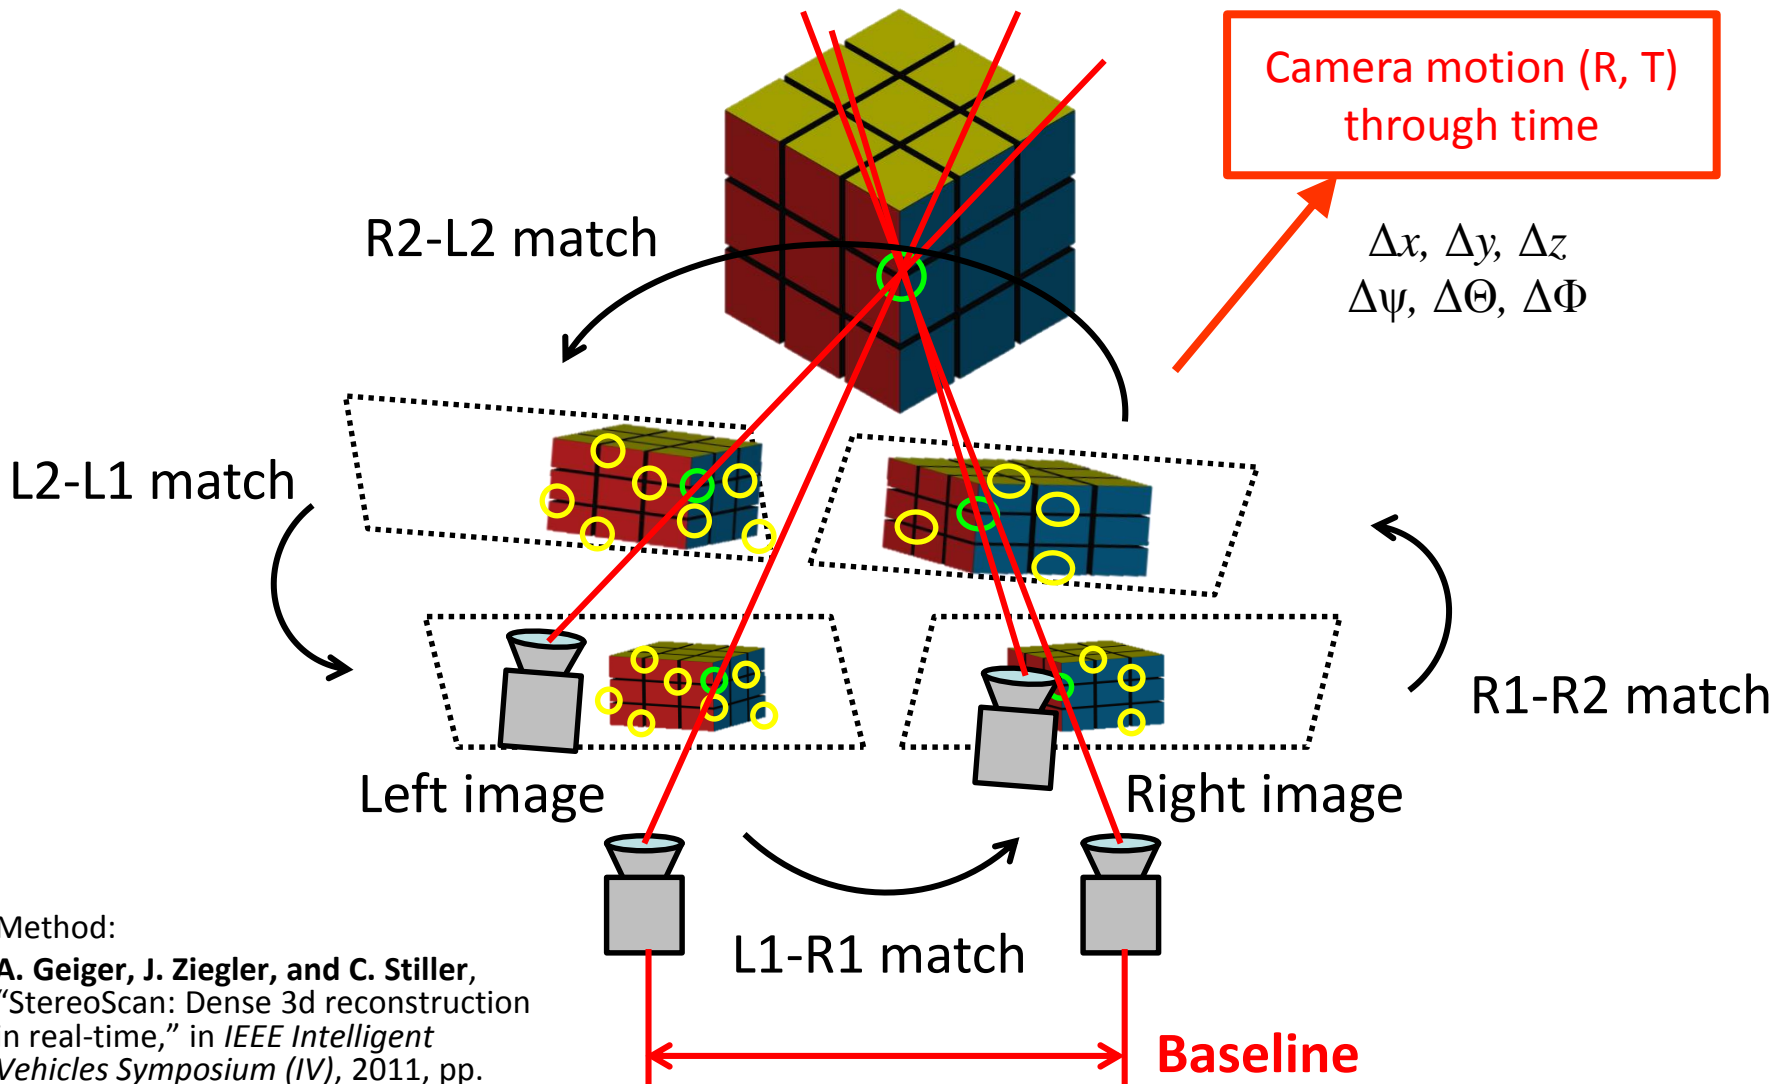 Camera motion (R, T)
through time
R2-L2 match
Δx, Δy, Δz
Δψ, ΔΘ, ΔΦ
L2-L1 match
R1-R2 match
Left image
Right image
L1-R1 match
Method:
A. Geiger, J. Ziegler, and C. Stiller,
“StereoScan: Dense 3d reconstruction
in real-time,” in IEEE Intelligent
Vehicles Symposium (IV), 2011, pp.
Baseline